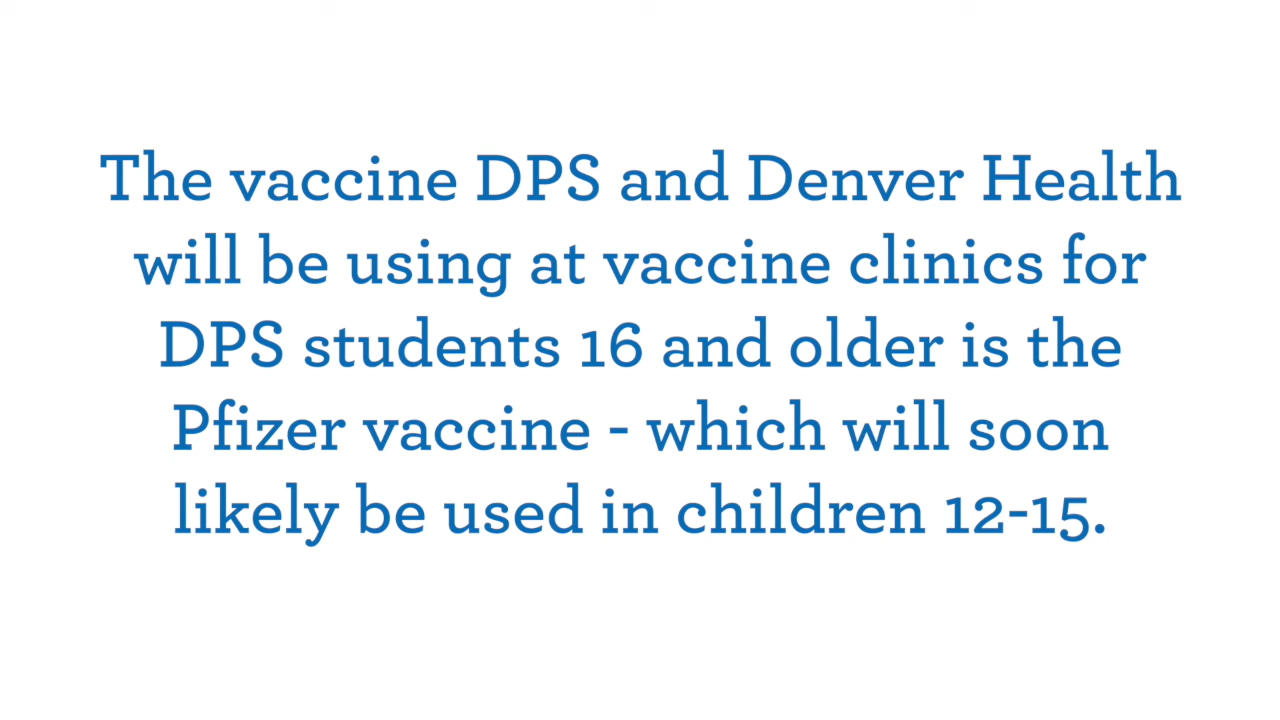 The vaccine DPS and Denver Health
will be using at vaccine clinics for
DPS students 16 and older is the
Pfizer vaccine - which will soon
likely be used in children 12-15.